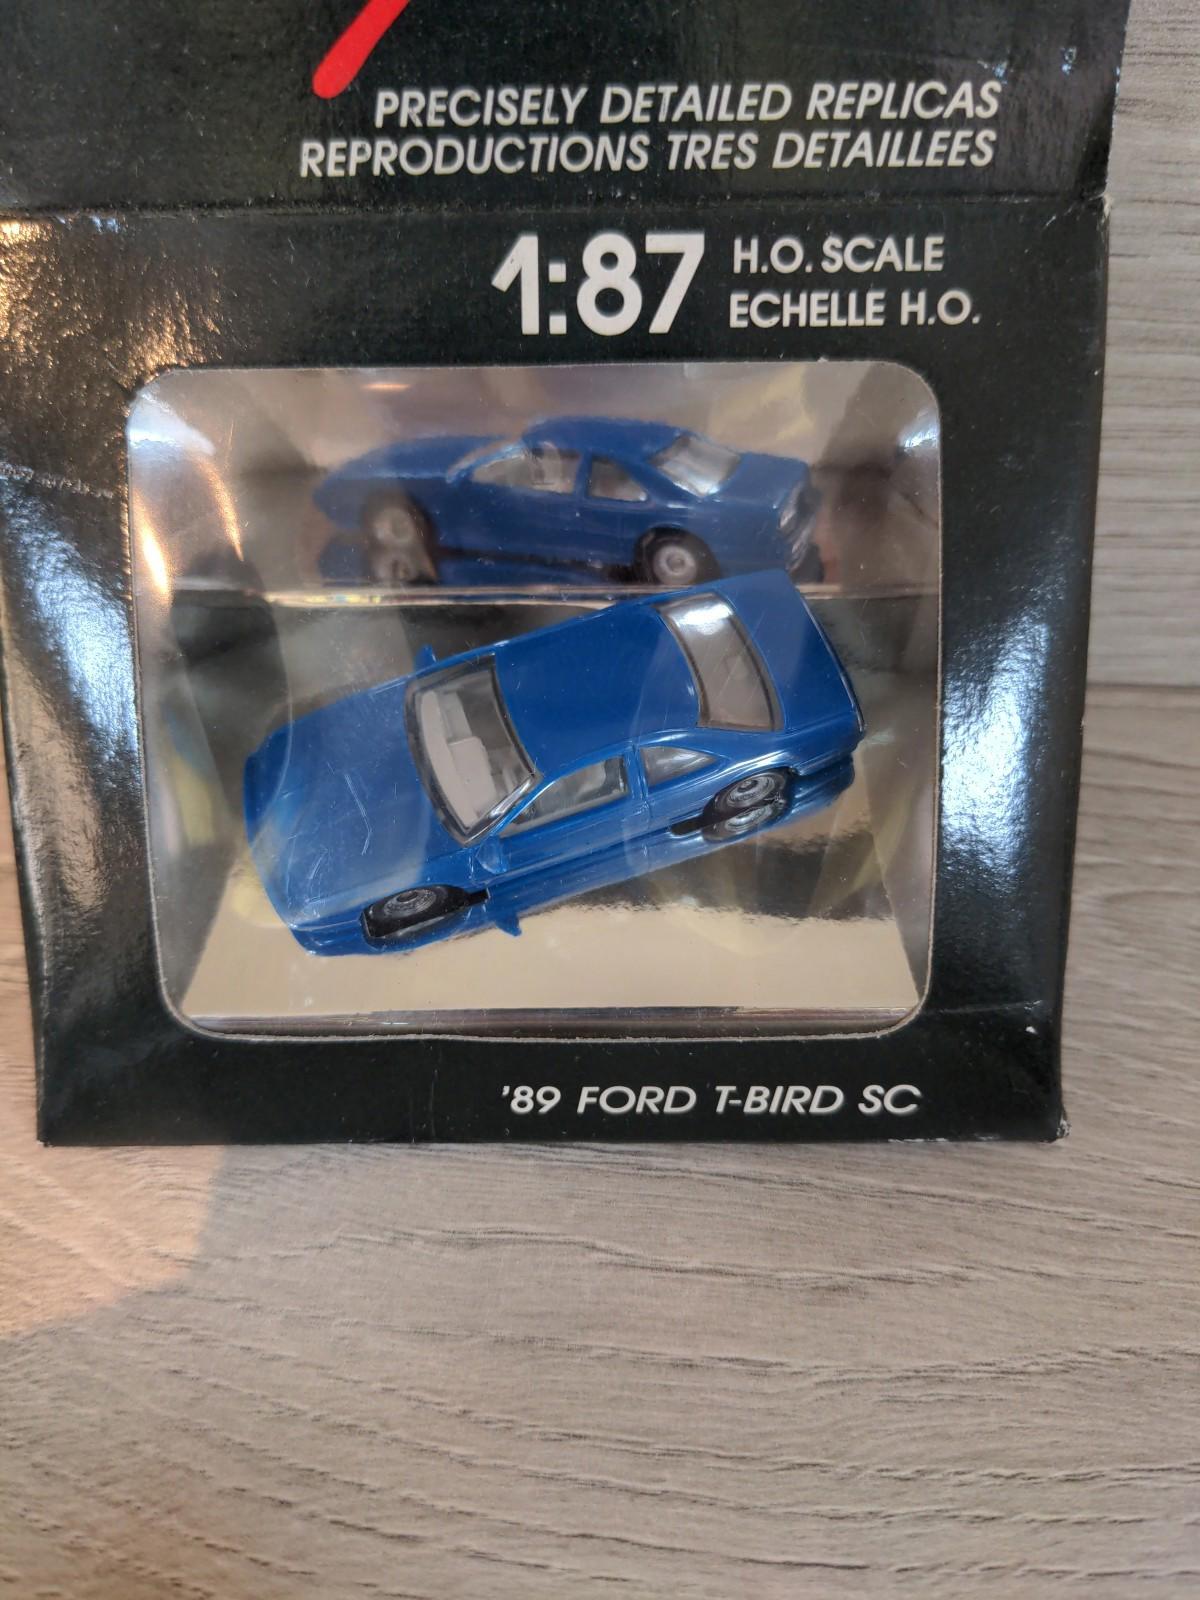 PRECISELY DETAILED REPLICAS
REPRODUCTIONS TRES DETAILLEES
1:87 H.O. SCALE
ECHELLE H.O.
'89 FORD T-BIRD SC